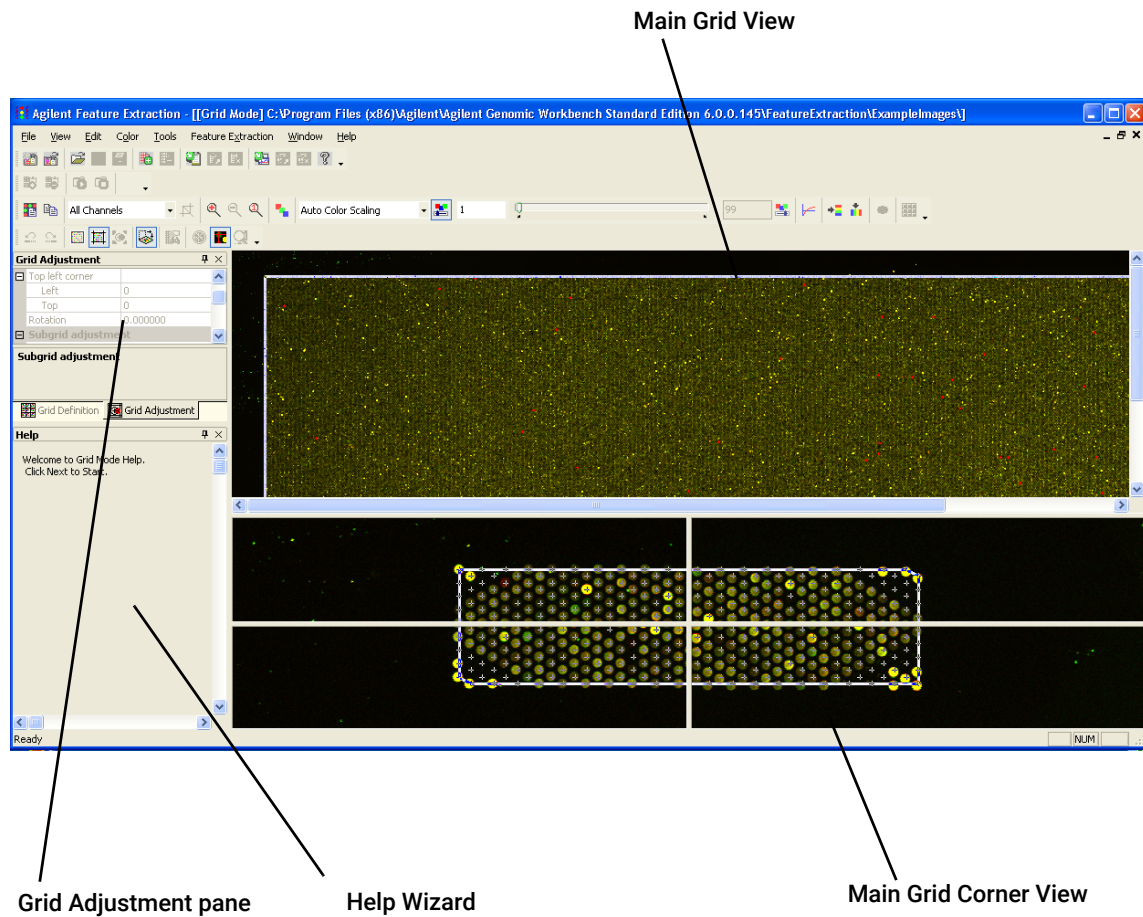 Main Grid View
Agilent Feature Extraction - [[Grid Mode] C:\Program Files (x86)\Agilent\Agilent Genomic Workbench Standard Edition 6.0.0.145\FeatureExtraction\ExampleImages\]
File View Edit Color Tools Feature Extraction Window Help
All Channels Auto Color Scaling 1 99
Grid Adjustment
Top left corner
Left 0
Top 0
Rotation 0.000000
Subgrid adjustment
Subgrid adjustment
Grid Definition Grid Adjustment
Help
Welcome to Grid Mode Help.
Click Next to Start.
Ready NUM
Grid Adjustment pane Help Wizard Main Grid Corner View